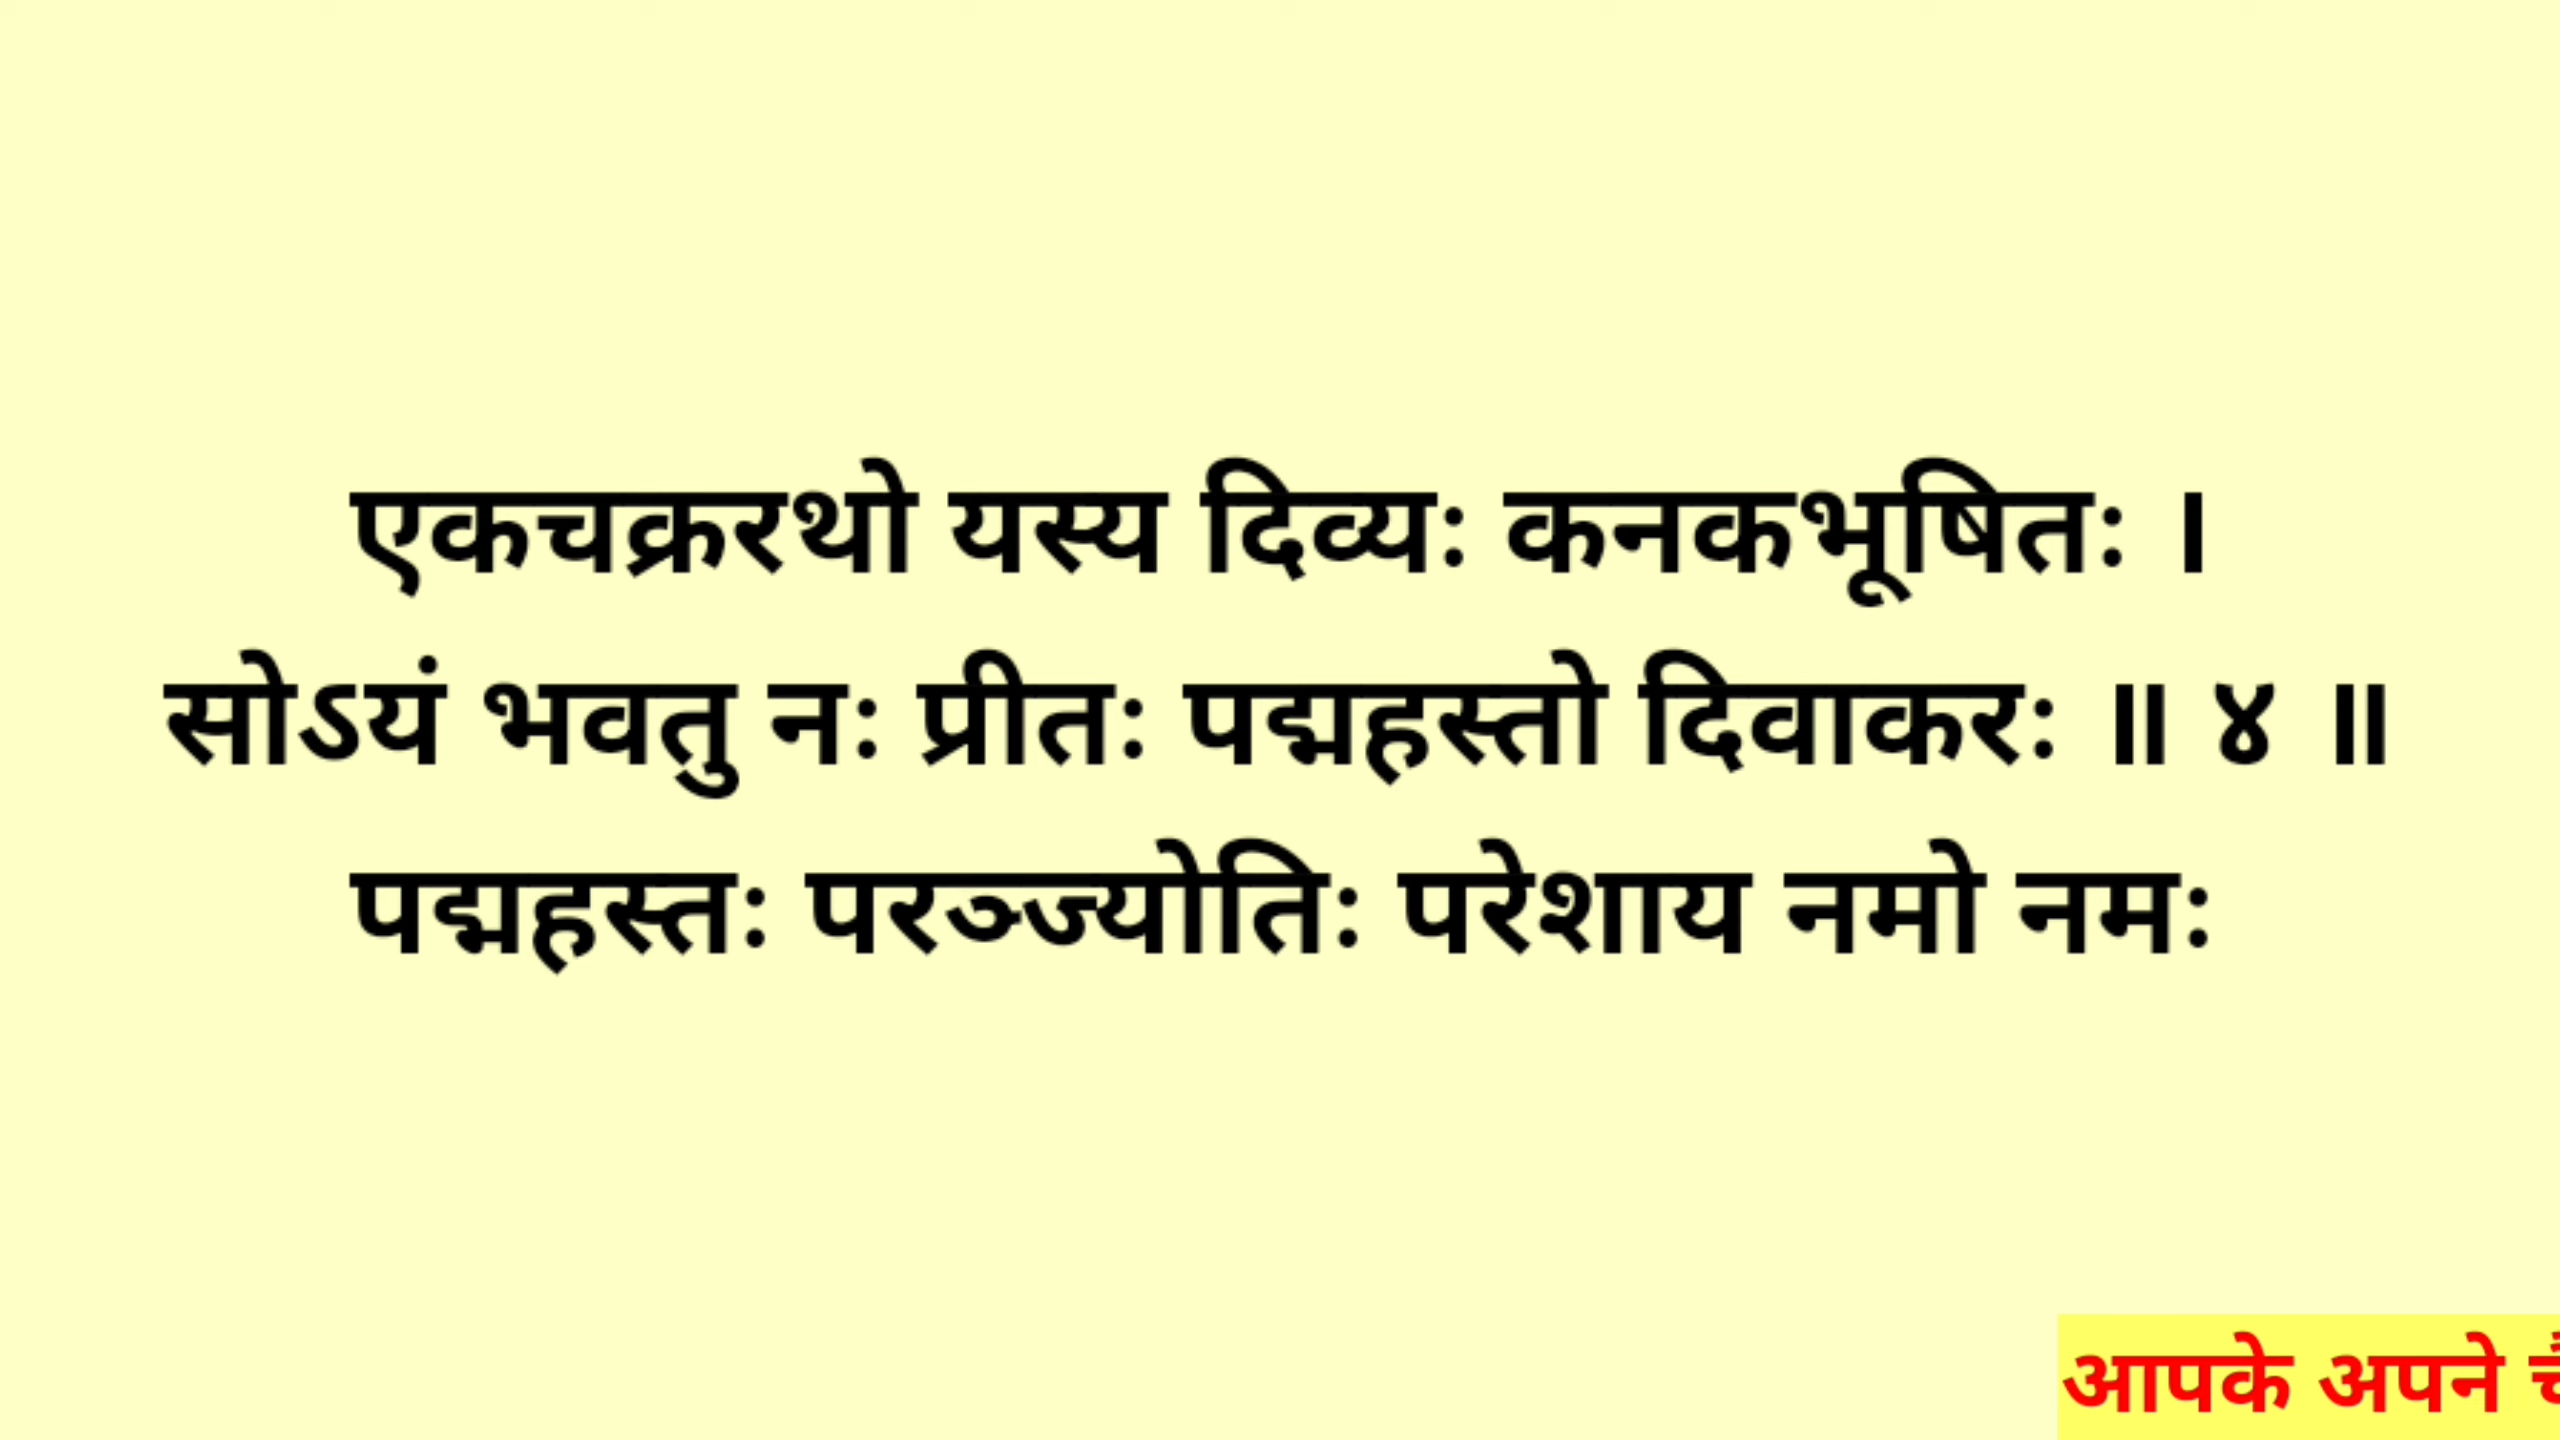 एकचक्ररथो यस्य दिव्यः कनकभूषितः ।
सोऽयं भवतु नः प्रीतः पद्महस्तो दिवाकरः ॥ ४ ॥
पद्महस्तः परञ्ज्योतिः परेशाय नमो नमः
आपके अपने